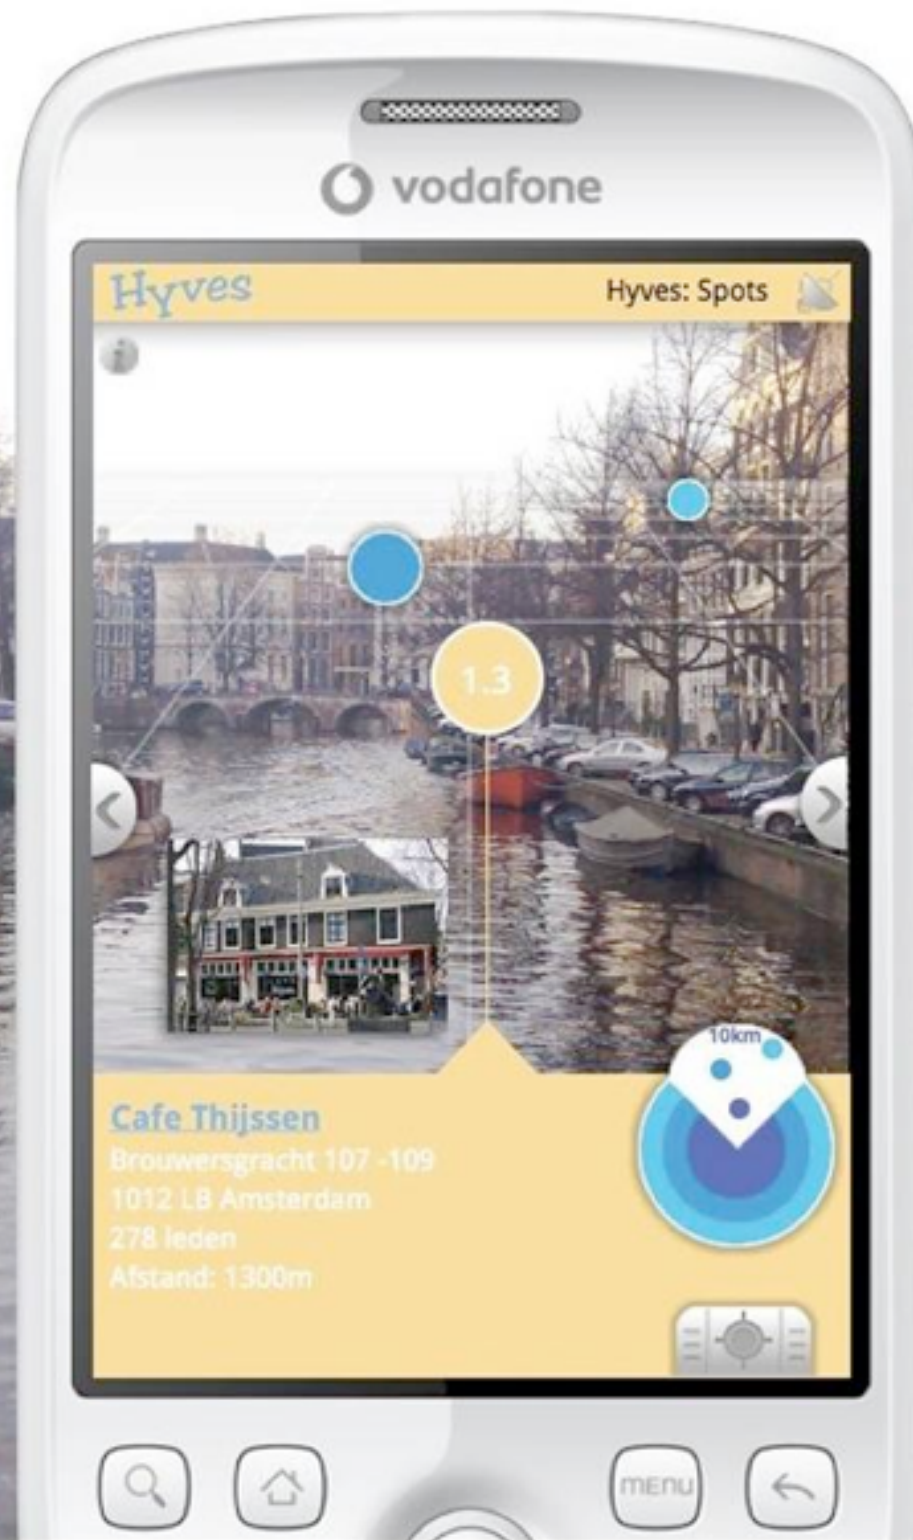 vodafone
Hyves
Hyves: Spots
1.3
10km
Cafe Thijssen
Brouwersgracht 107 -109
1012 LB Amsterdam
278 leden
Afstand: 1300m
MENU